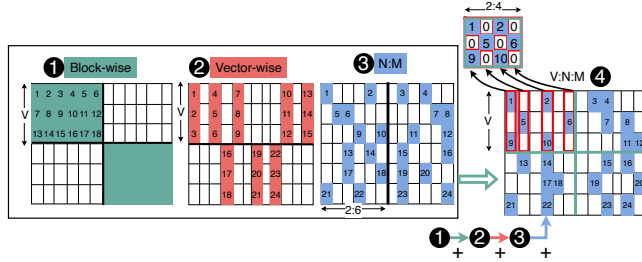 2:4
1 0 2 0
0 5 0 6
9 0 10 0
1 Block-wise
V
1 2 3 4 5 6
7 8 9 10 11 12
13 14 15 16 17 18
2 Vector-wise
V
1 4 7 10 13
2 5 8 11 14
3 6 9 12 15
16 19 22
17 20 23
18 21 24
3 N:M
1 2 3 4
5 6 7 8
9 10 11 12
13 14 15 16
17 18 19 20
21 22 23 24
2:6
V:N:M 4
V
1 2 3 4
5 6 7 8
9 10 11 12
13 14 15 16
17 18 19 20
21 22 23 24
1 2 3
+ + +